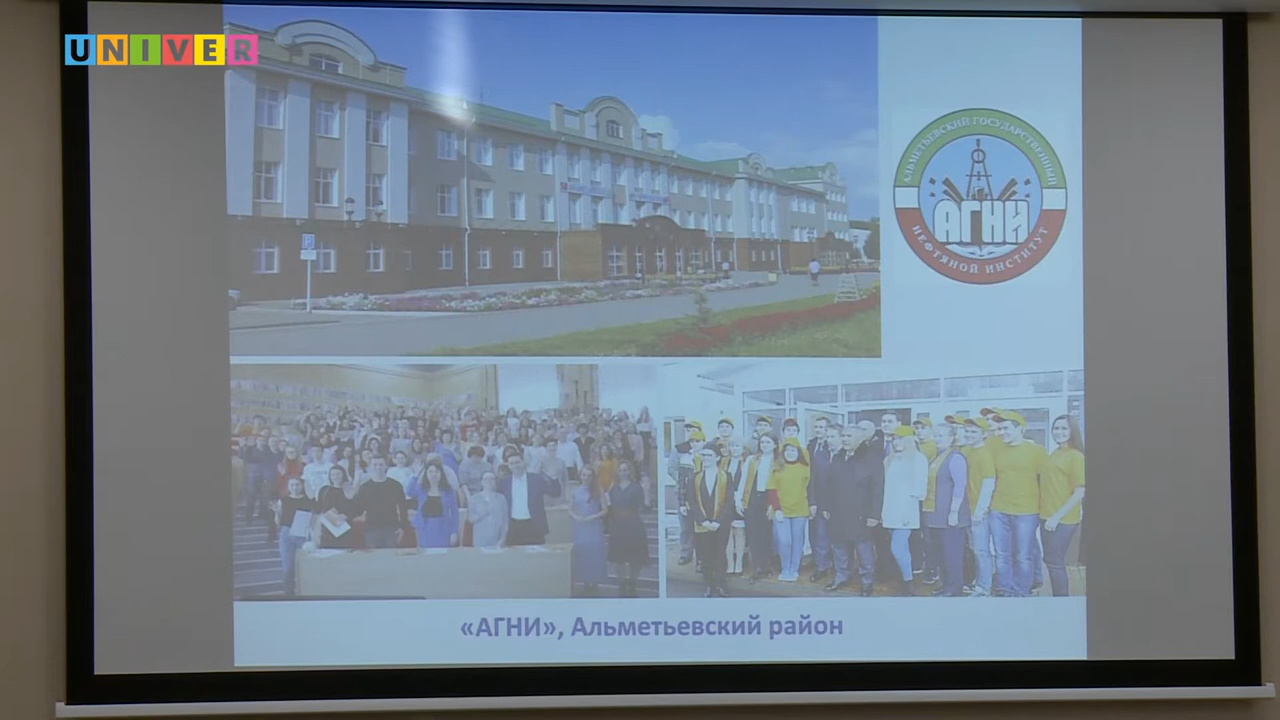 UNIVER
АЛЬМЕТЬЕВСКИЙ ГОСУДАРСТВЕННЫЙ
АГНИ
НЕФТЯНОЙ ИНСТИТУТ
«АГНИ», Альметьевский район